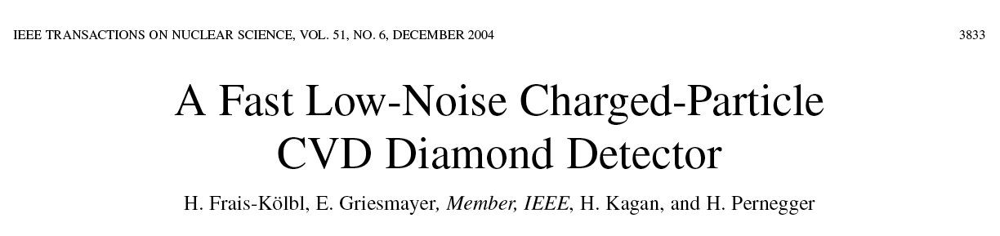 IEEE TRANSACTIONS ON NUCLEAR SCIENCE, VOL. 51, NO. 6, DECEMBER 2004 3833
A Fast Low-Noise Charged-Particle
CVD Diamond Detector
H. Frais-Kölbl, E. Griesmayer, Member, IEEE, H. Kagan, and H. Pernegger